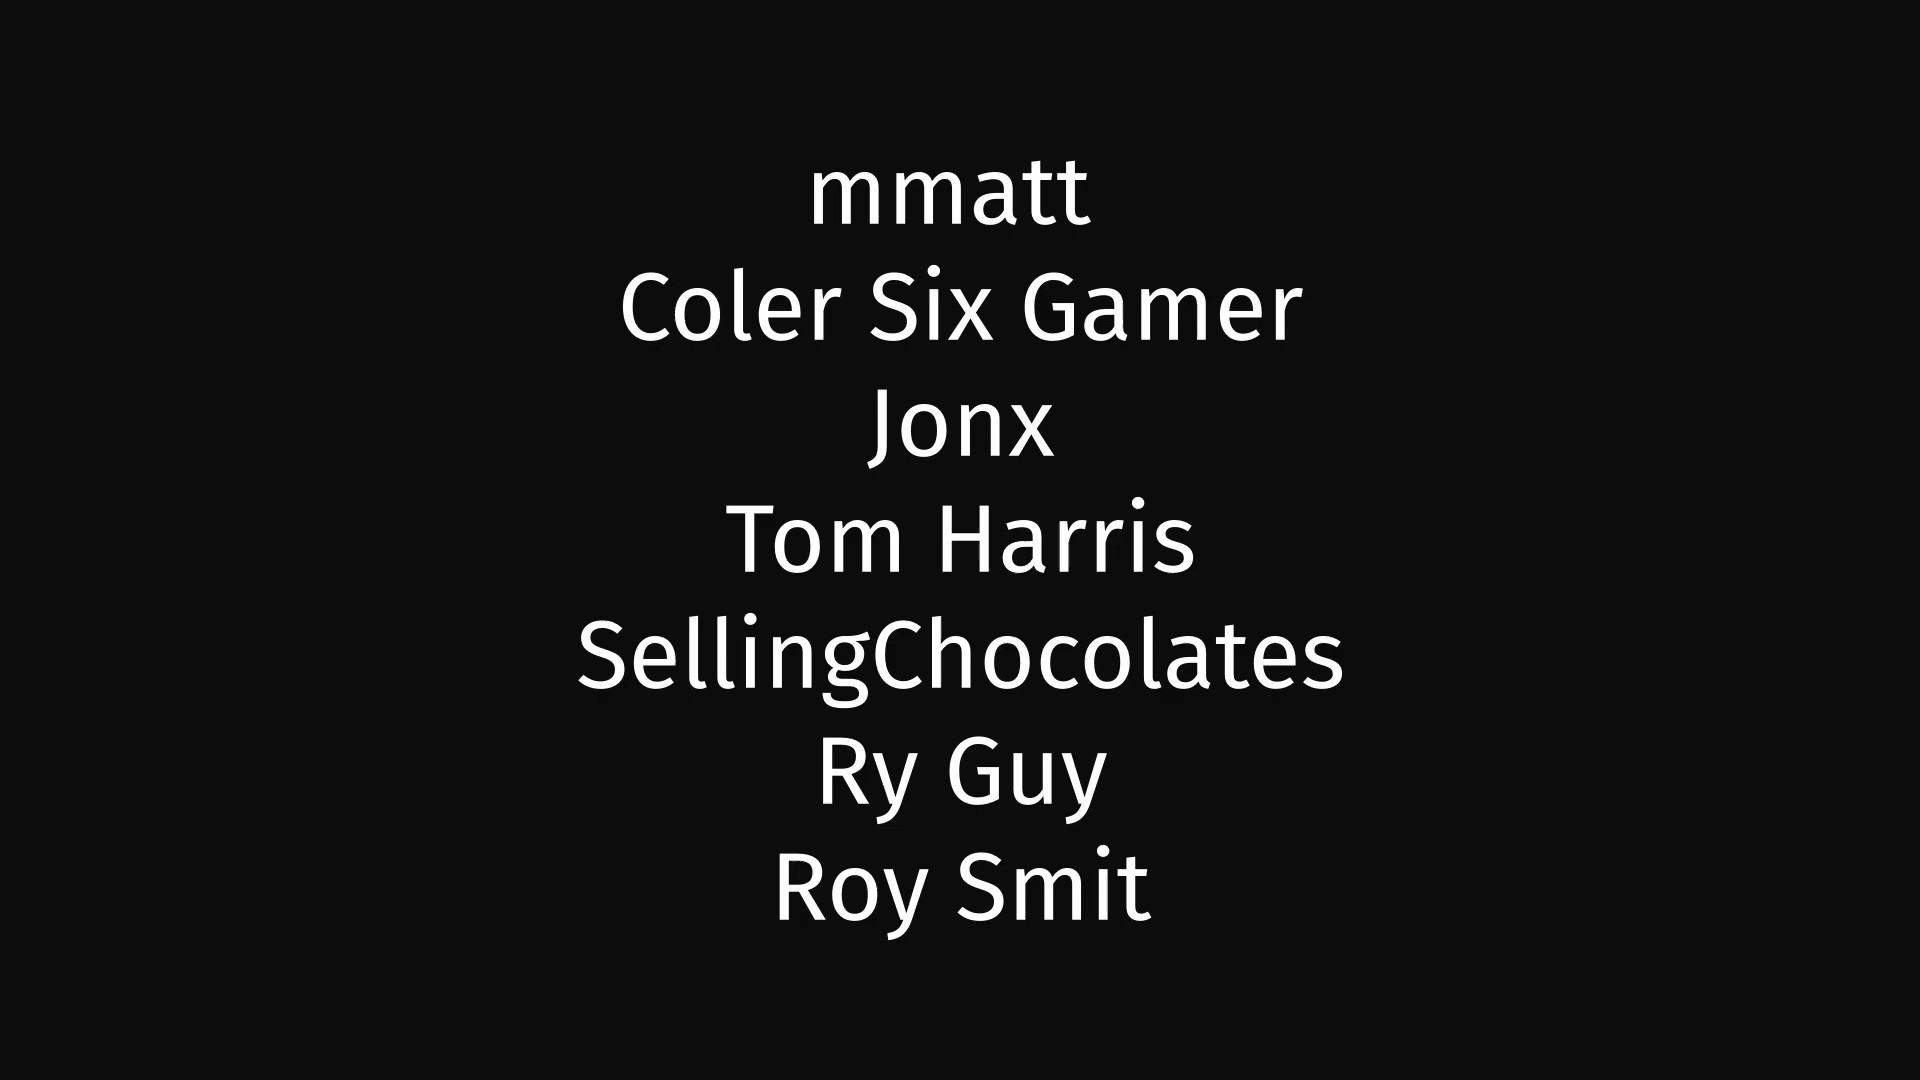 mmatt
Coler Six Gamer
Jonx
Tom Harris
SellingChocolates
Ry Guy
Roy Smit